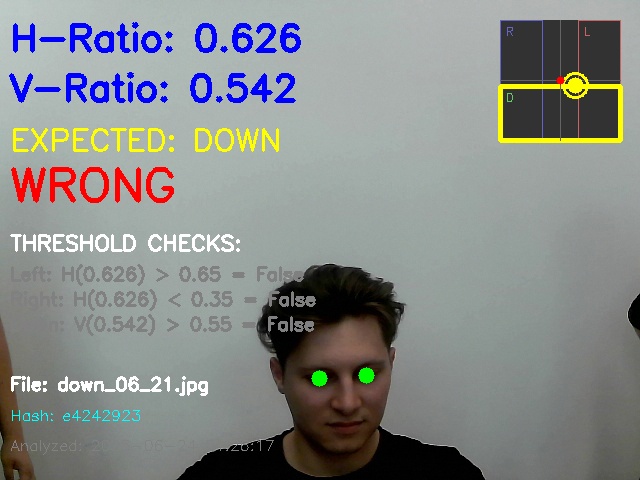 H-Ratio: 0.626
V-Ratio: 0.542
EXPECTED: DOWN
WRONG
THRESHOLD CHECKS:
Left: H(0.626) > 0.65 = False
Right: H(0.626) < 0.35 = False
V(0.542) > 0.55 = False
File: down_06_21.jpg
Hash: e4242923
Analyzed:
R
L
D